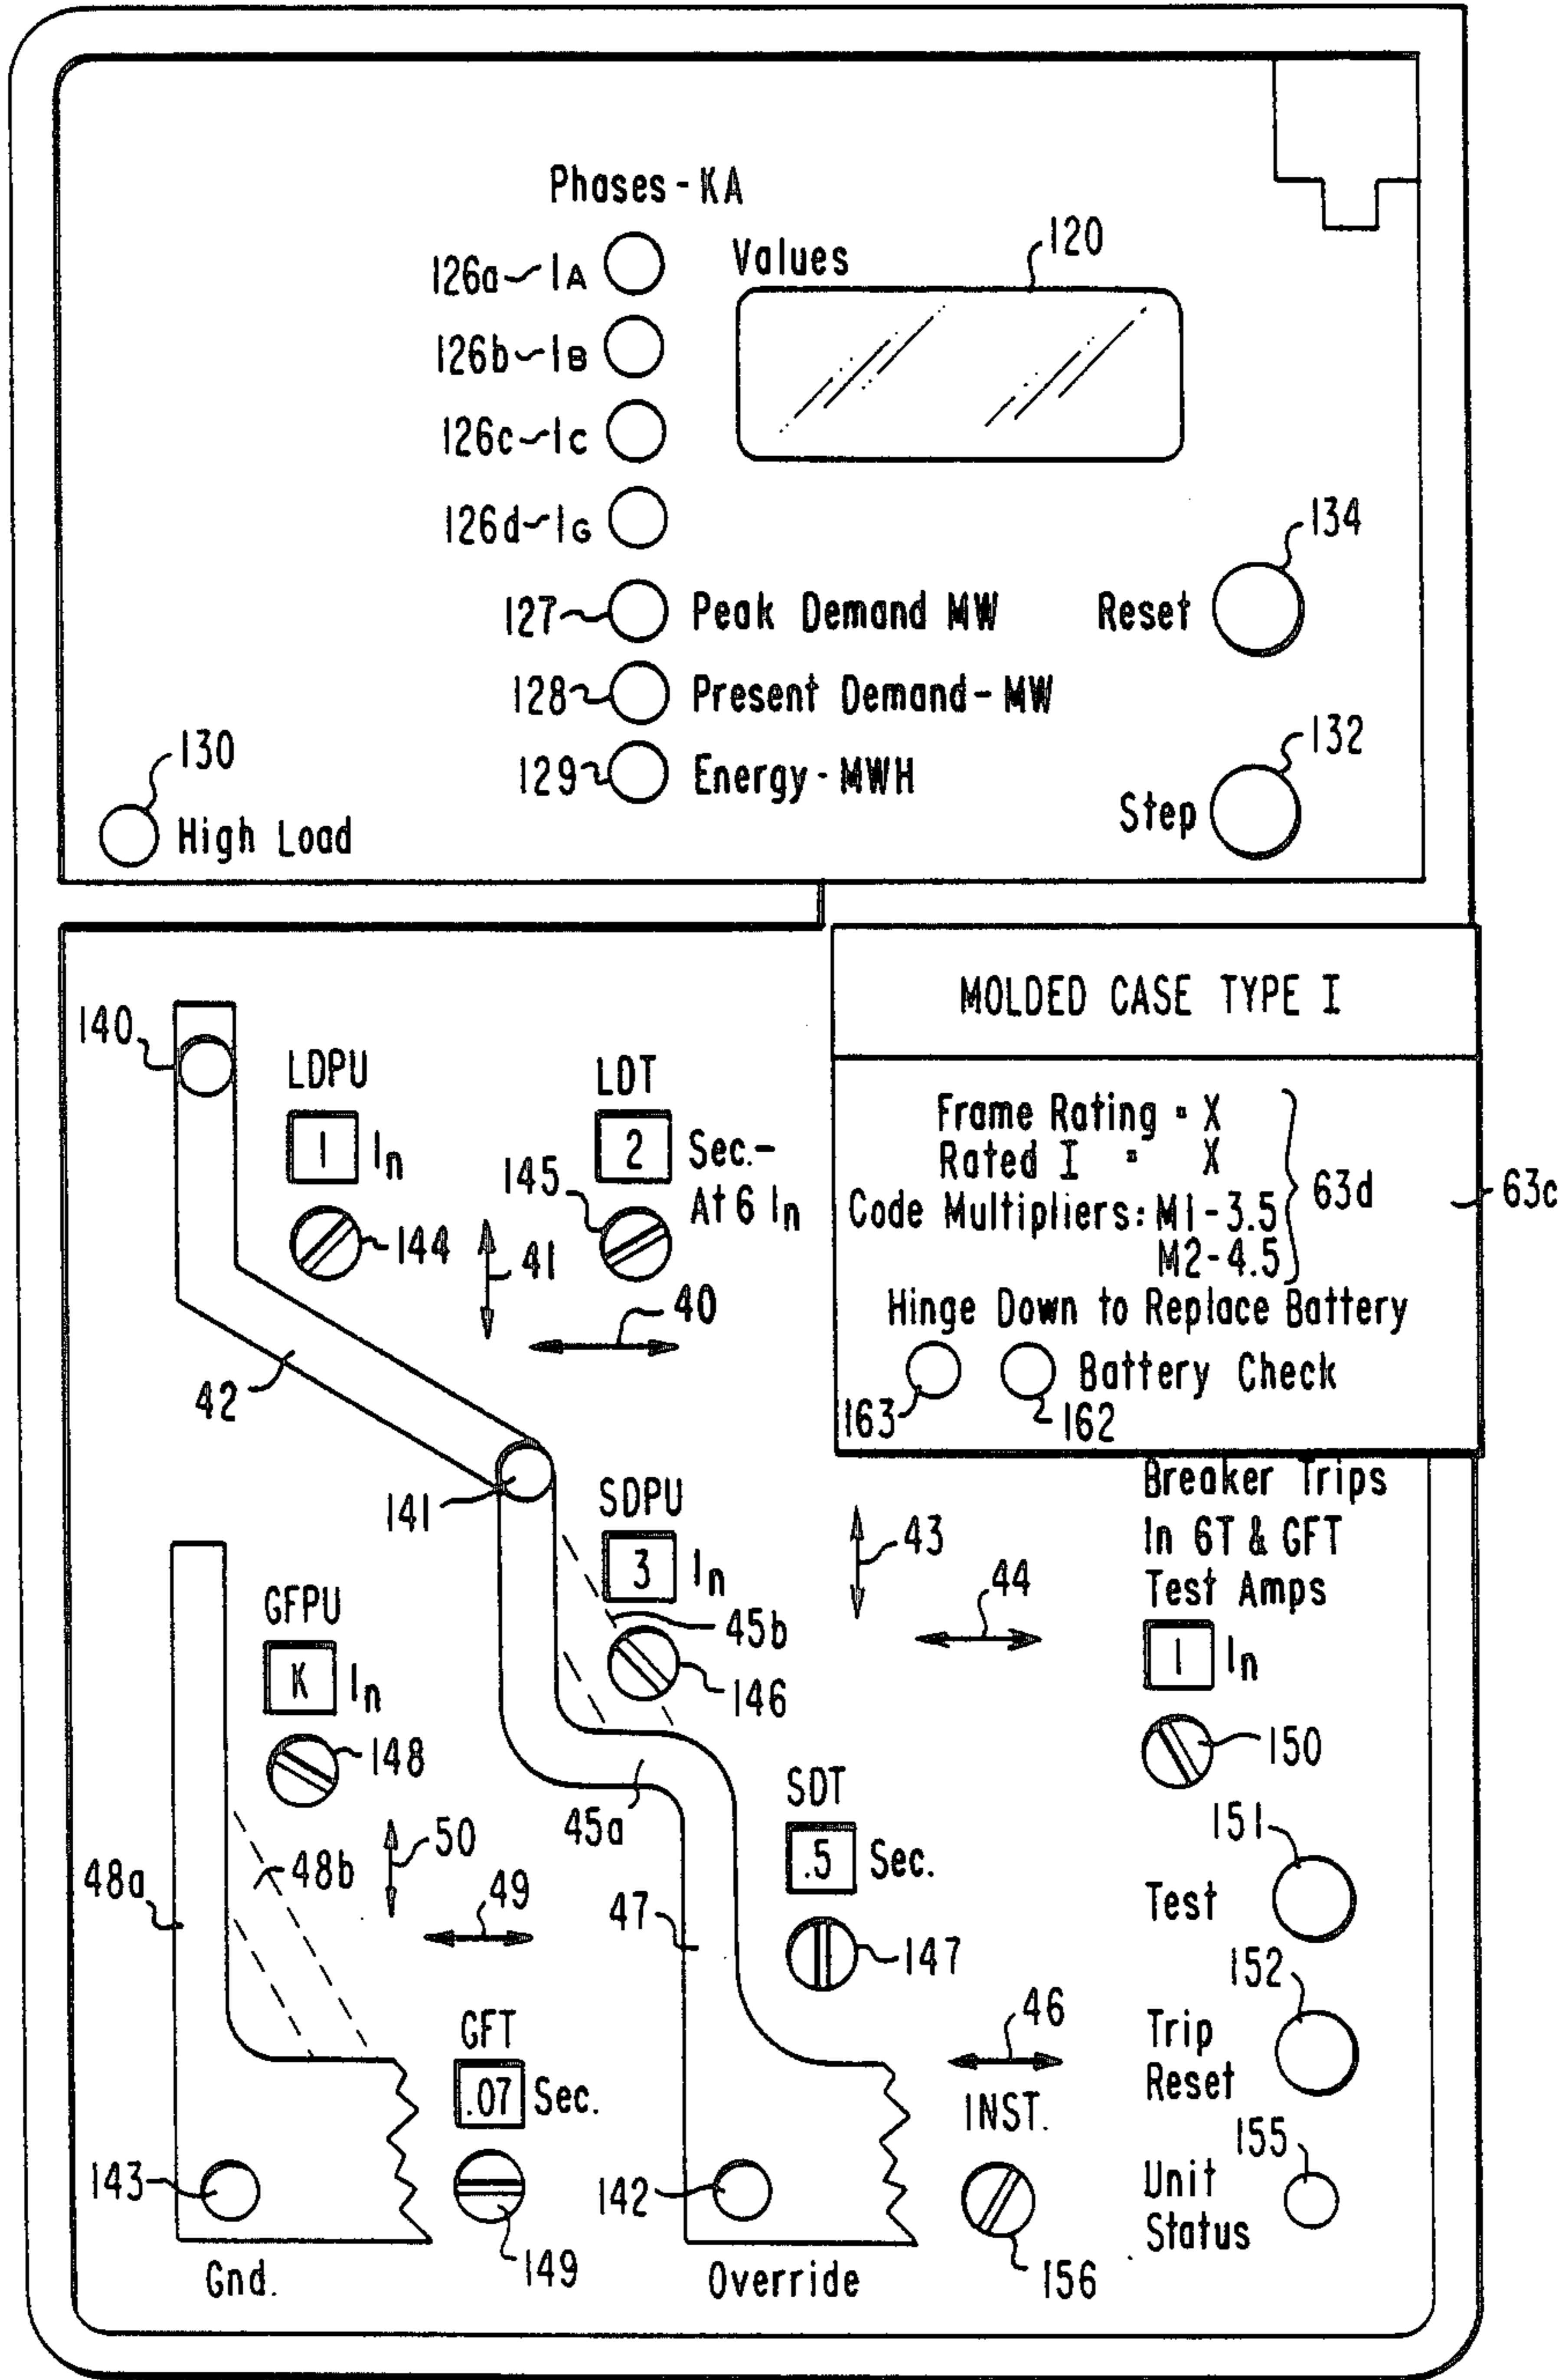 Phases - KA
126a IA
Values
120
126b IB
126c IC
126d IG
134
127 Peak Demand MW
Reset
128 Present Demand - MW
132
129 Energy - MWH
Step
130
High Load
MOLDED CASE TYPE I
140
LDPU
1 In
144
41
LDT
2 Sec.-
At 6 In
145
40
Frame Rating = X
Rated I = X
Code Multipliers: M1-3.5
M2-4.5
63d
63c
Hinge Down to Replace Battery
Battery Check
163
162
42
141
SDPU
3 In
45b
146
43
44
Breaker Trips
In 6T & GFT
Test Amps
1 In
150
GFPU
K In
148
45a
SDT
.5 Sec.
147
151
Test
48a
48b
50
49
47
152
Trip
Reset
GFT
.07 Sec.
46
INST.
155
Unit
Status
143
149
142
156
Gnd.
Override